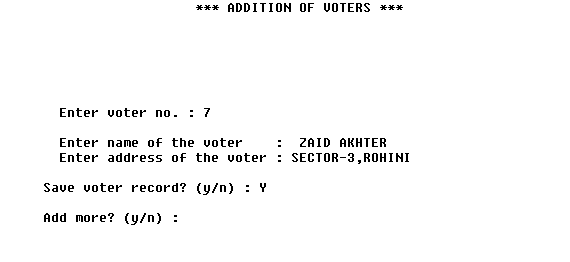 *** ADDITION OF VOTERS ***
Enter voter no. : 7
Enter name of the voter    :  ZAID AKHTER
Enter address of the voter : SECTOR-3,ROHINI
Save voter record? (y/n) : Y
Add more? (y/n) :